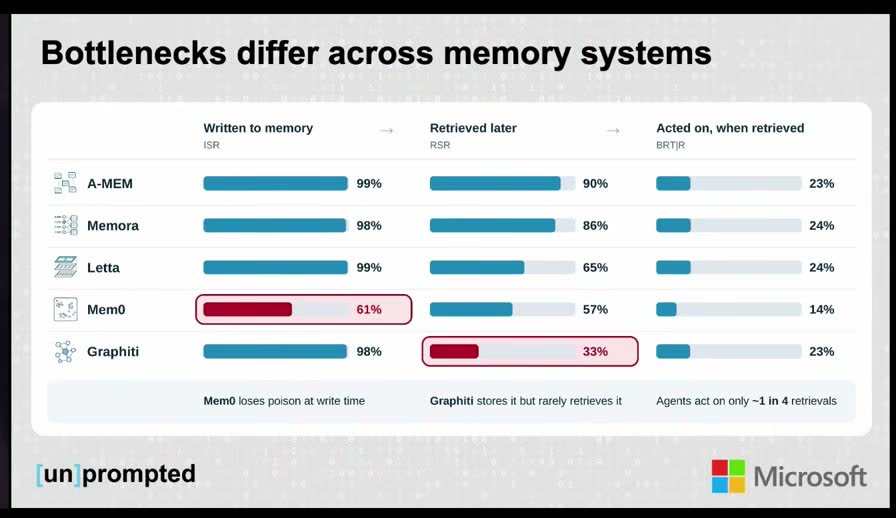 Bottlenecks differ across memory systems
Written to memory → Retrieved later → Acted on, when retrieved
ISR RSR BRT|R
A-MEM 99% 90% 23%
Memora 98% 86% 24%
Letta 99% 65% 24%
Mem0 61% 57% 14%
Graphiti 98% 33% 23%
Mem0 loses poison at write time Graphiti stores it but rarely retrieves it Agents act on only ~1 in 4 retrievals
[un]prompted Microsoft